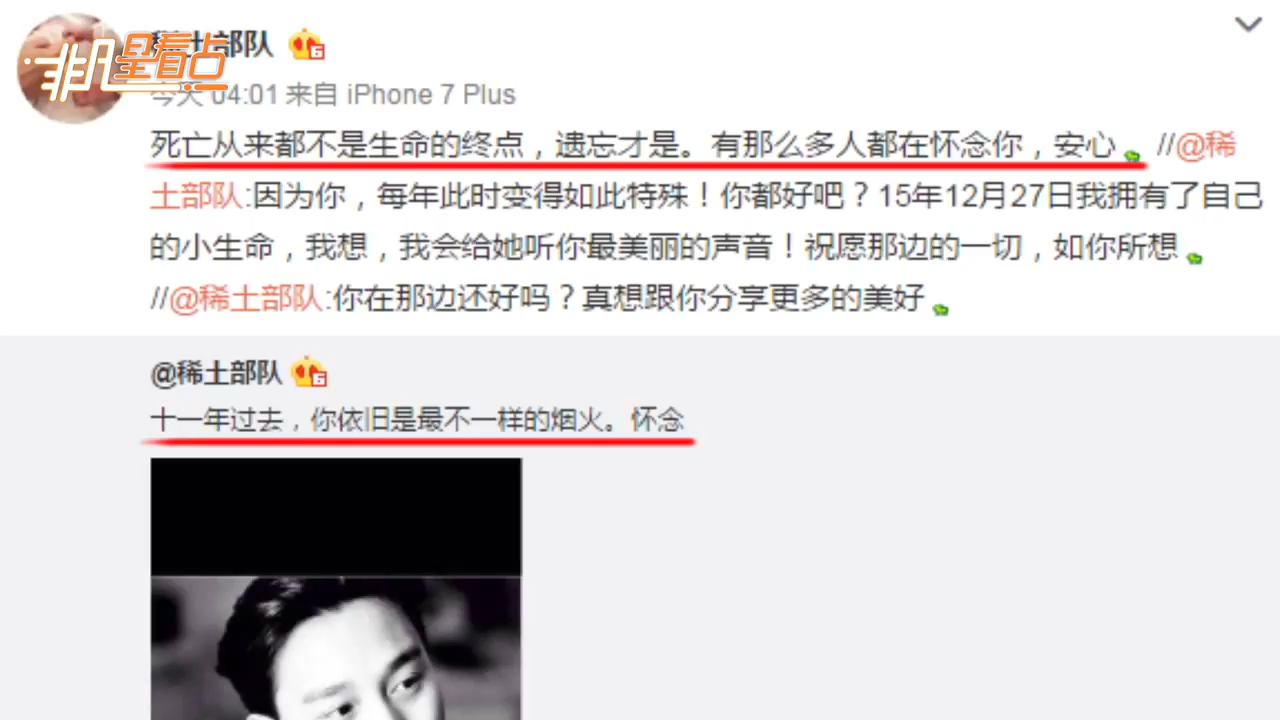 稀土部队
非凡星看点
今天 04:01 来自 iPhone 7 Plus
死亡从来都不是生命的终点，遗忘才是。有那么多人都在怀念你，安心 //@稀
土部队:因为你，每年此时变得如此特殊！你都好吧？15年12月27日我拥有了自己
的小生命，我想，我会给她听你最美丽的声音！祝愿那边的一切，如你所想
//@稀土部队:你在那边还好吗？真想跟你分享更多的美好
@稀土部队
十一年过去，你依旧是最不一样的烟火。怀念